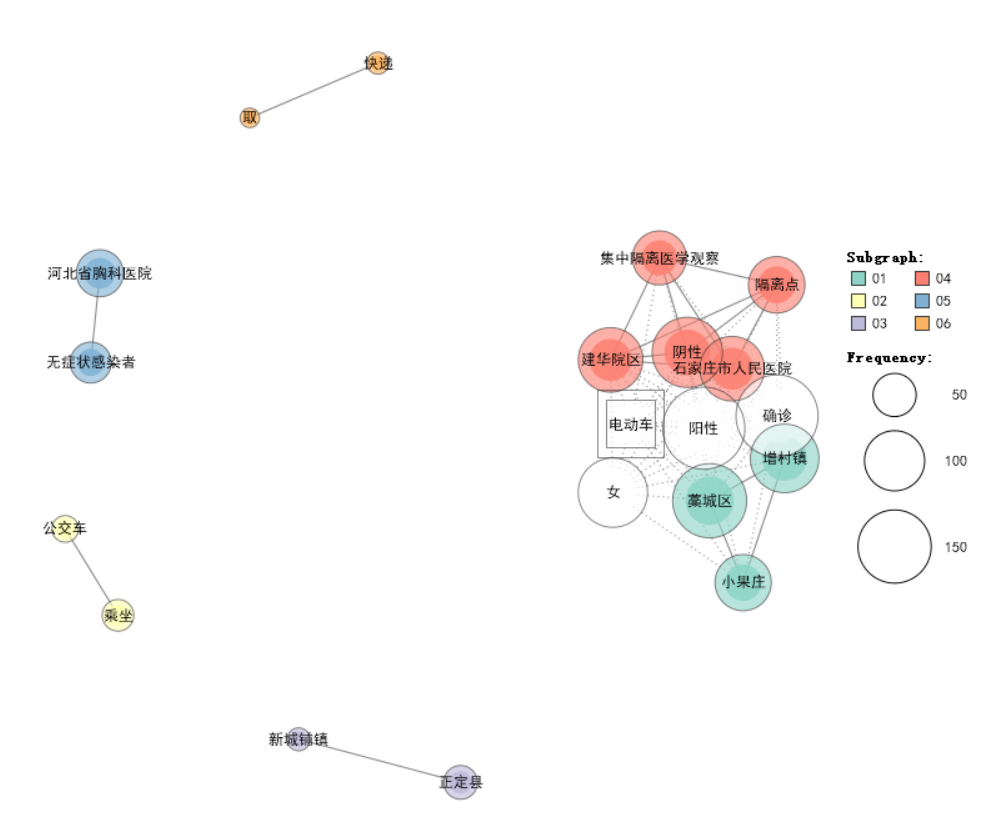 快递
取
集中隔离医学观察
河北省胸科医院
隔离点
无症状感染者
建华院区
阴性
石家庄市人民医院
电动车
阳性
确诊
增村镇
女
藁城区
公交车
小果庄
乘坐
新城铺镇
正定县
Subgraph:
01 04
02 05
03 06
Frequency:
50
100
150